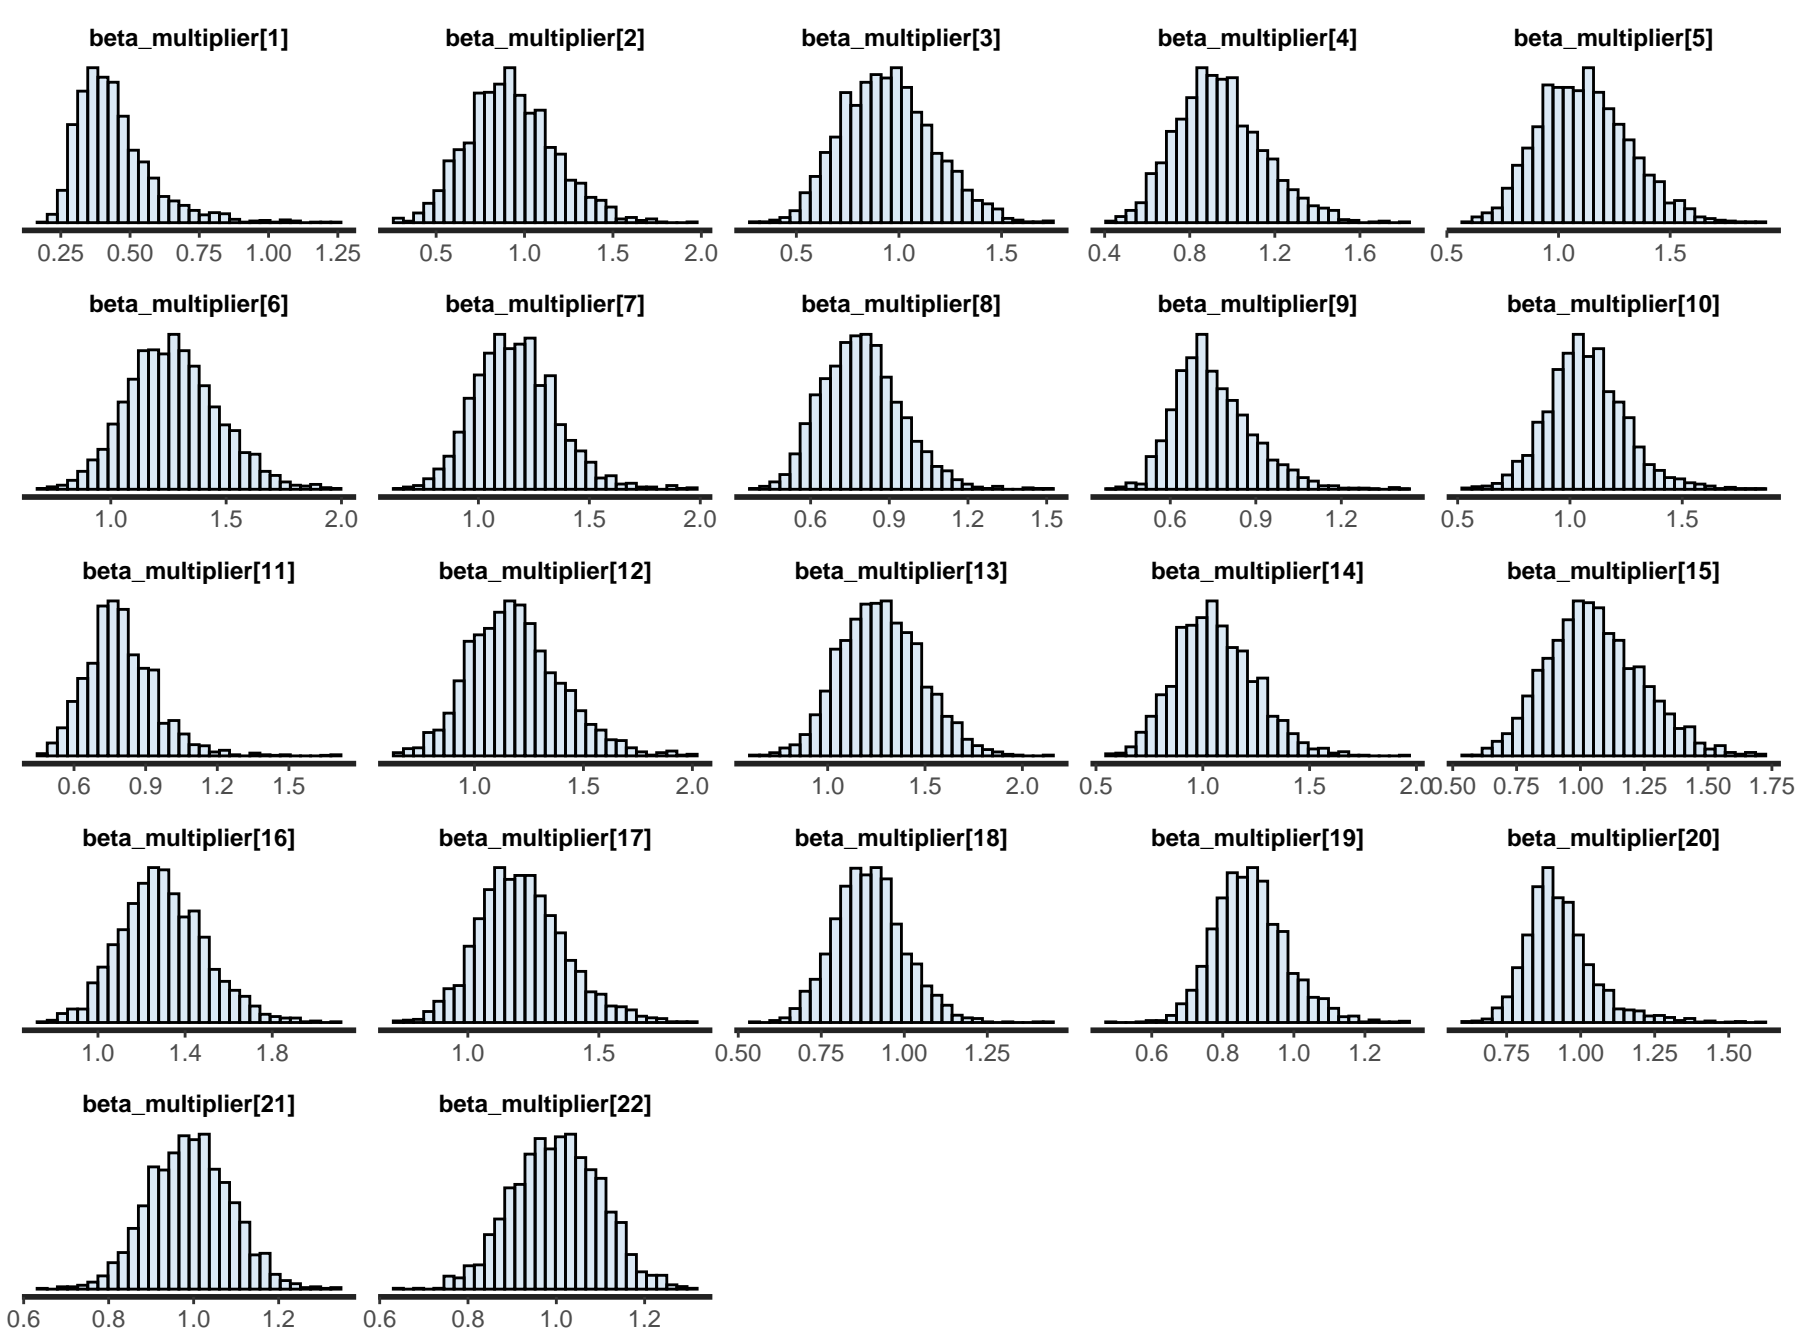 beta_multiplier[1] beta_multiplier[2] beta_multiplier[3] beta_multiplier[4] beta_multiplier[5]
0.25 0.50 0.75 1.00 1.25 0.5 1.0 1.5 2.0 0.5 1.0 1.5 0.4 0.8 1.2 1.6 0.5 1.0 1.5
beta_multiplier[6] beta_multiplier[7] beta_multiplier[8] beta_multiplier[9] beta_multiplier[10]
1.0 1.5 2.0 1.0 1.5 2.0 0.6 0.9 1.2 1.5 0.6 0.9 1.2 0.5 1.0 1.5
beta_multiplier[11] beta_multiplier[12] beta_multiplier[13] beta_multiplier[14] beta_multiplier[15]
0.6 0.9 1.2 1.5 1.0 1.5 2.0 1.0 1.5 2.0 0.5 1.0 1.5 2.0 0.50 0.75 1.00 1.25 1.50 1.75
beta_multiplier[16] beta_multiplier[17] beta_multiplier[18] beta_multiplier[19] beta_multiplier[20]
1.0 1.4 1.8 1.0 1.5 0.50 0.75 1.00 1.25 0.6 0.8 1.0 1.2 0.75 1.00 1.25 1.50
beta_multiplier[21] beta_multiplier[22]
0.6 0.8 1.0 1.2 0.6 0.8 1.0 1.2